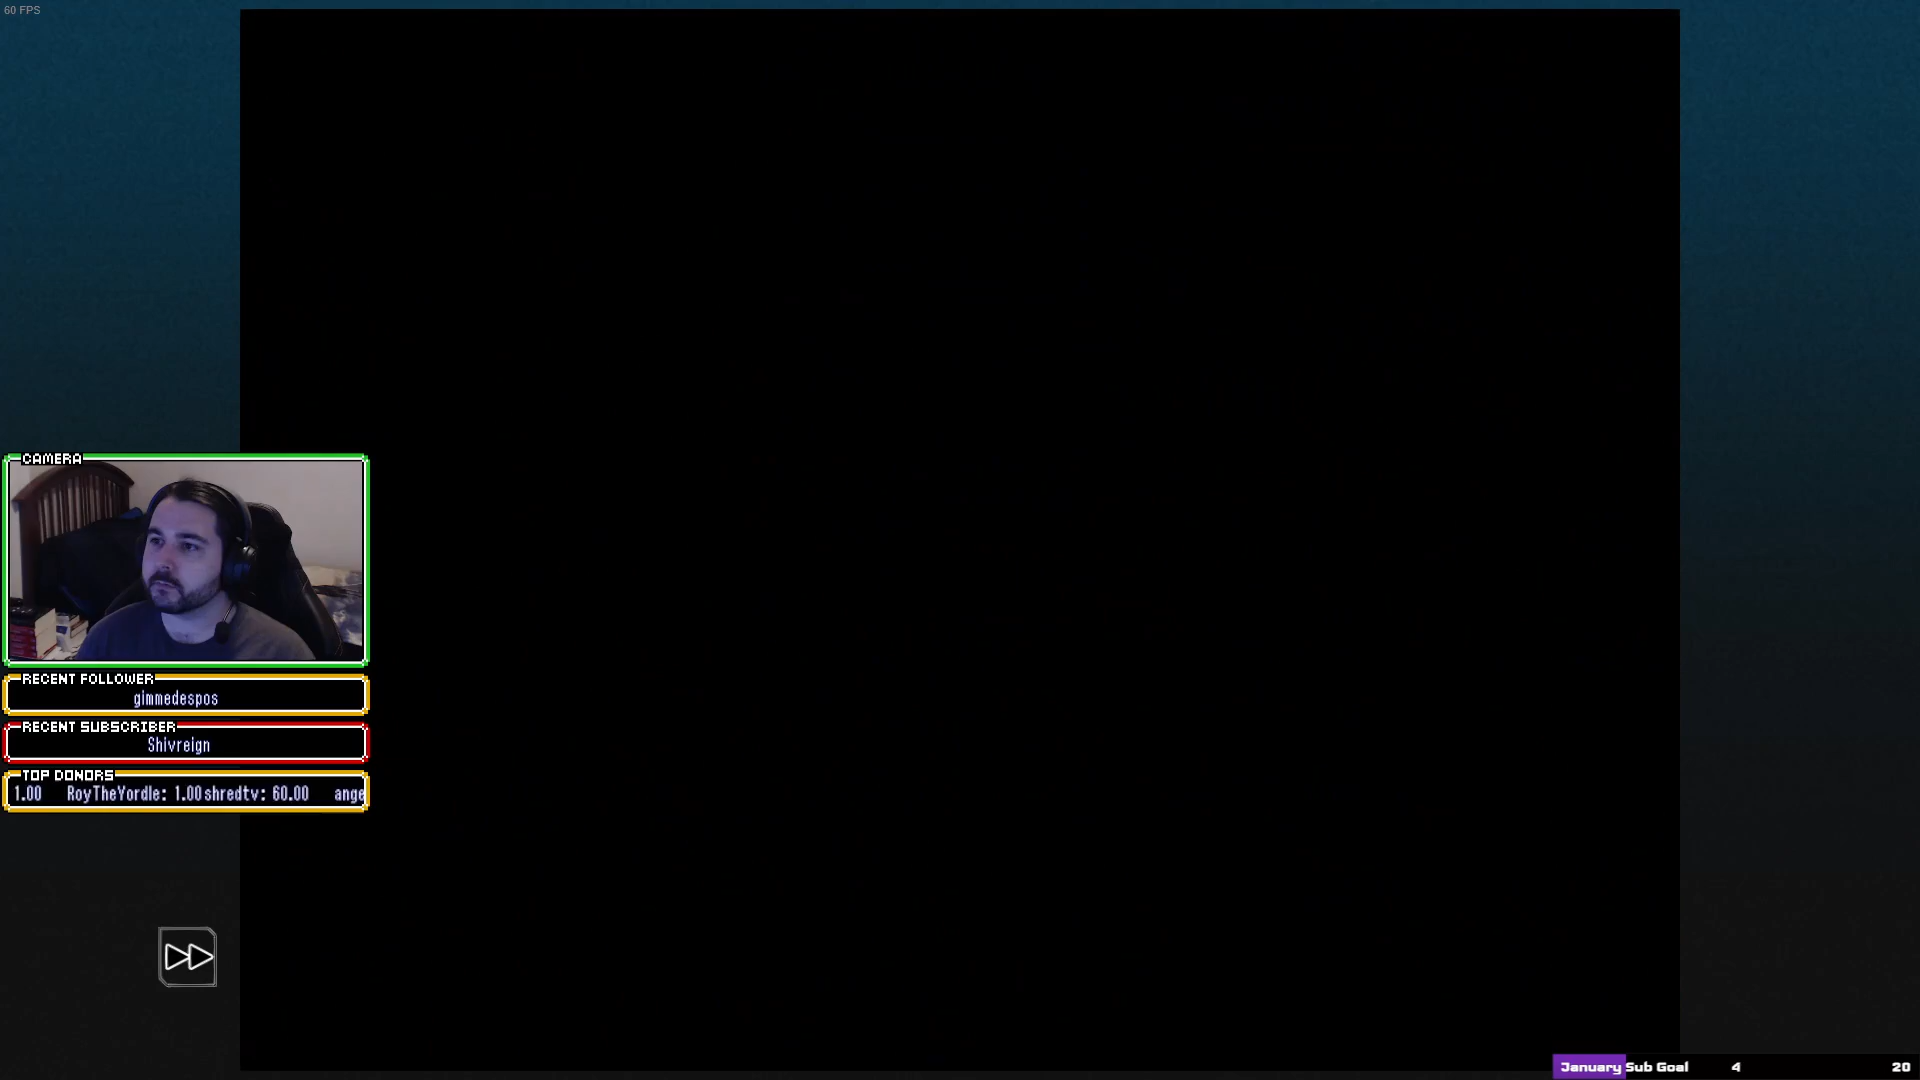 60 FPS
CAMERA
RECENT FOLLOWER
gimmedespos
RECENT SUBSCRIBER
Shivreign
TOP DONORS
1.00 RoyTheYordle: 1.00 shredtv: 60.00 ange
January Sub Goal 4 20